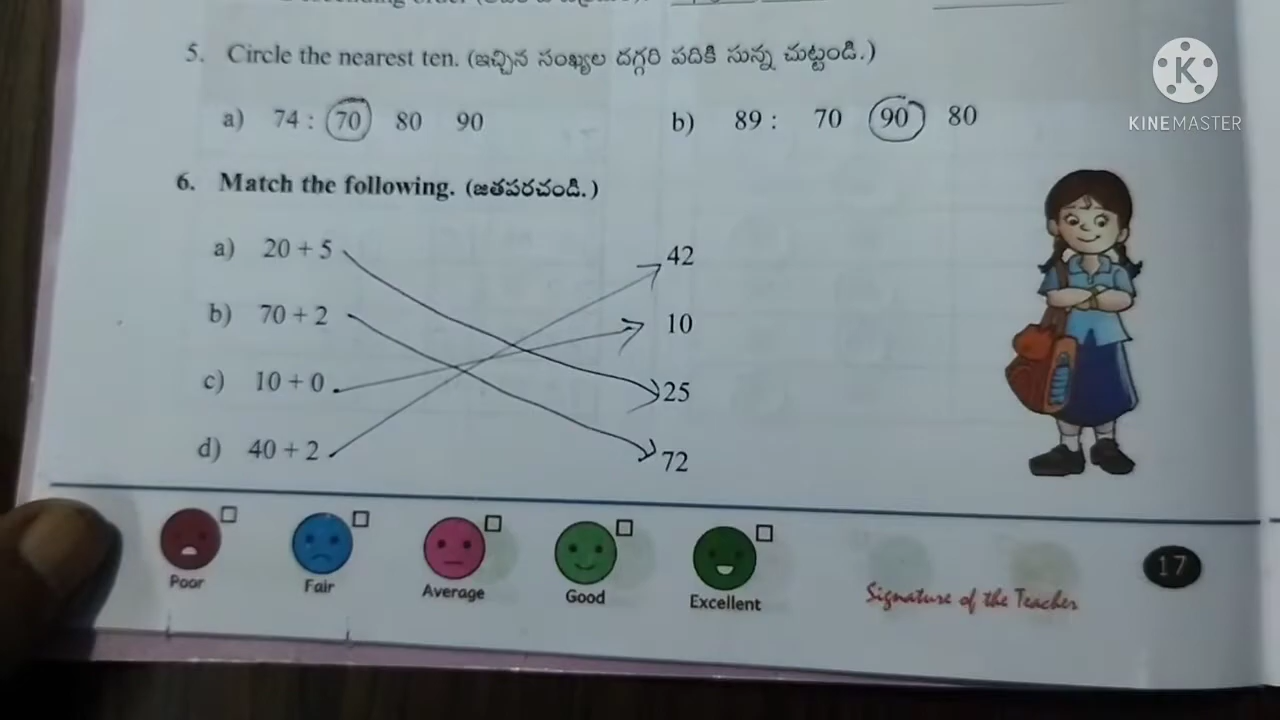 5. Circle the nearest ten. (ఇచ్చిన సంఖ్యల దగ్గరి పదికి సున్న చుట్టండి.)
a) 74 : 70 80 90 b) 89 : 70 90 80
KINEMASTER
6. Match the following. (జతపరచండి.)
a) 20 + 5 42
b) 70 + 2 10
c) 10 + 0 25
d) 40 + 2 72
Poor Fair Average Good Excellent Signature of the Teacher 17